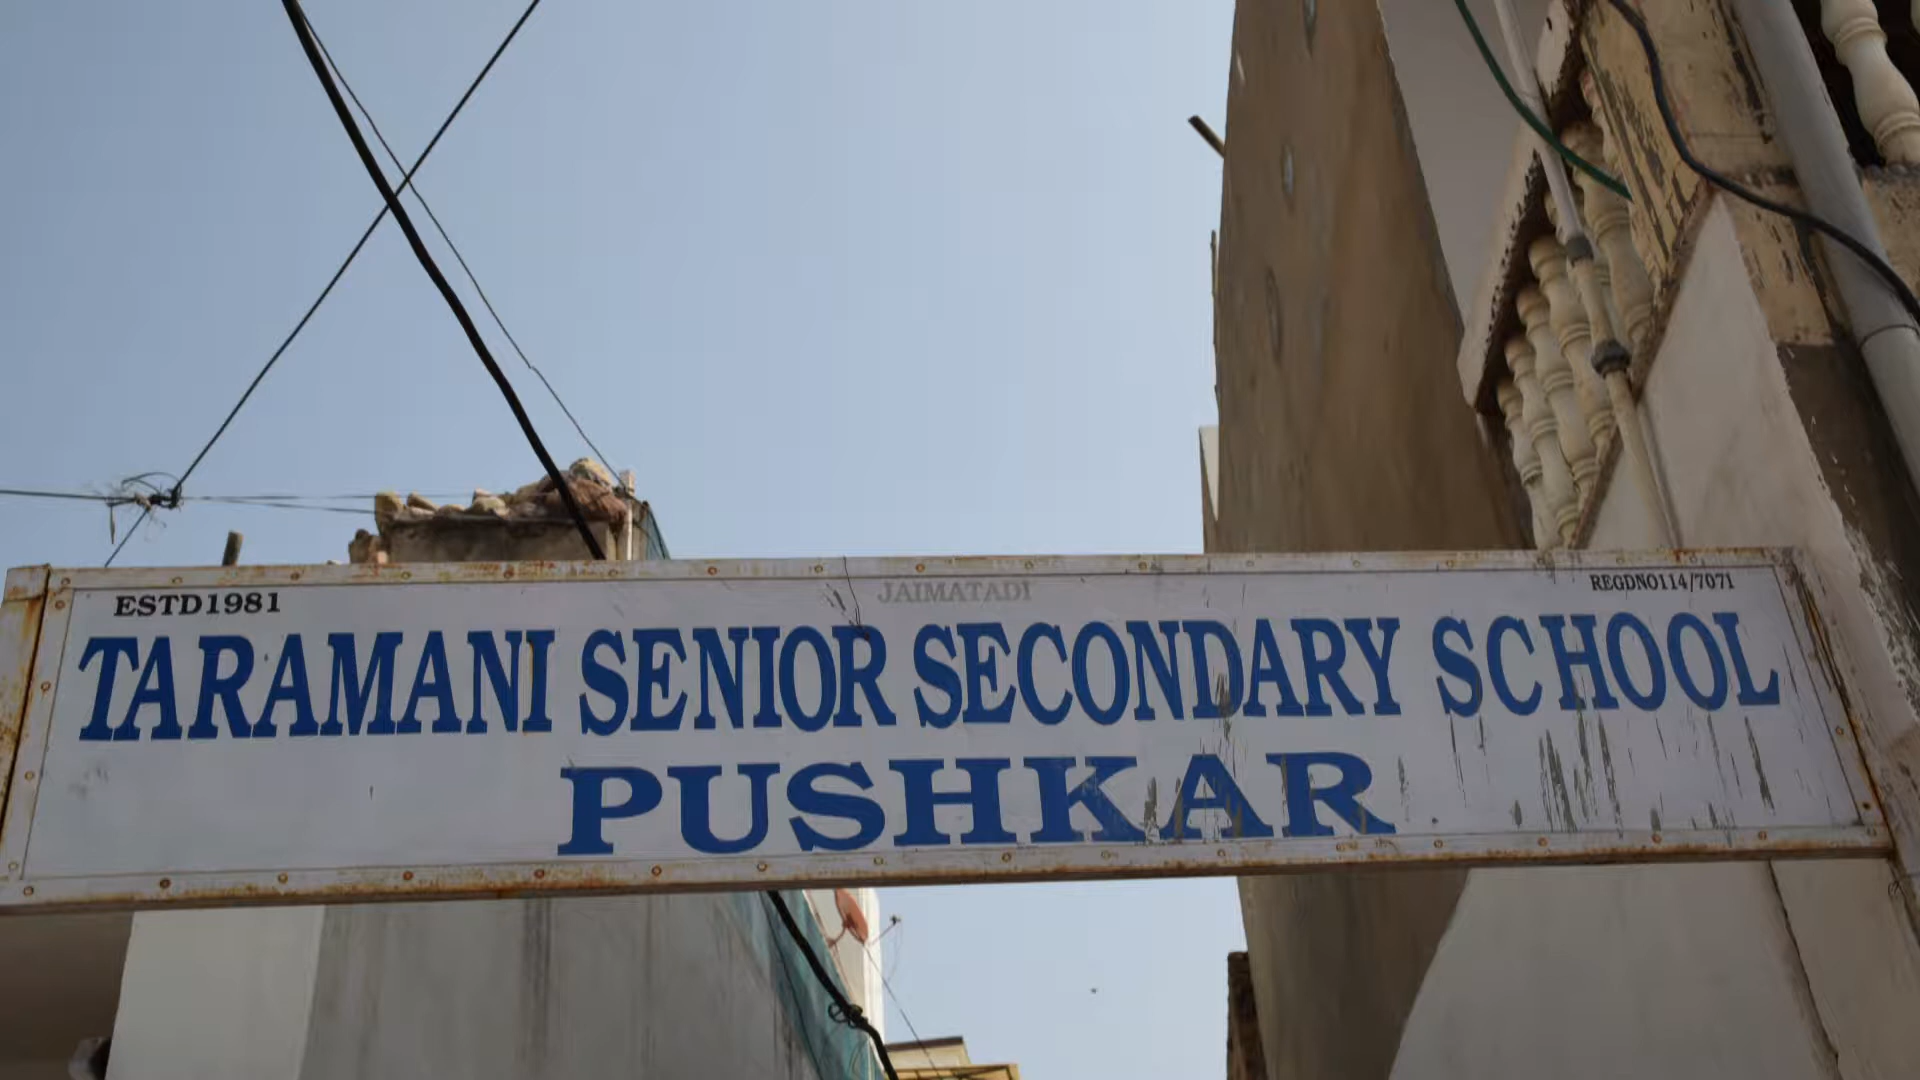 JAIMATADI
ESTD1981
REGDNO114/7071
TARAMANI SENIOR SECONDARY SCHOOL
PUSHKAR